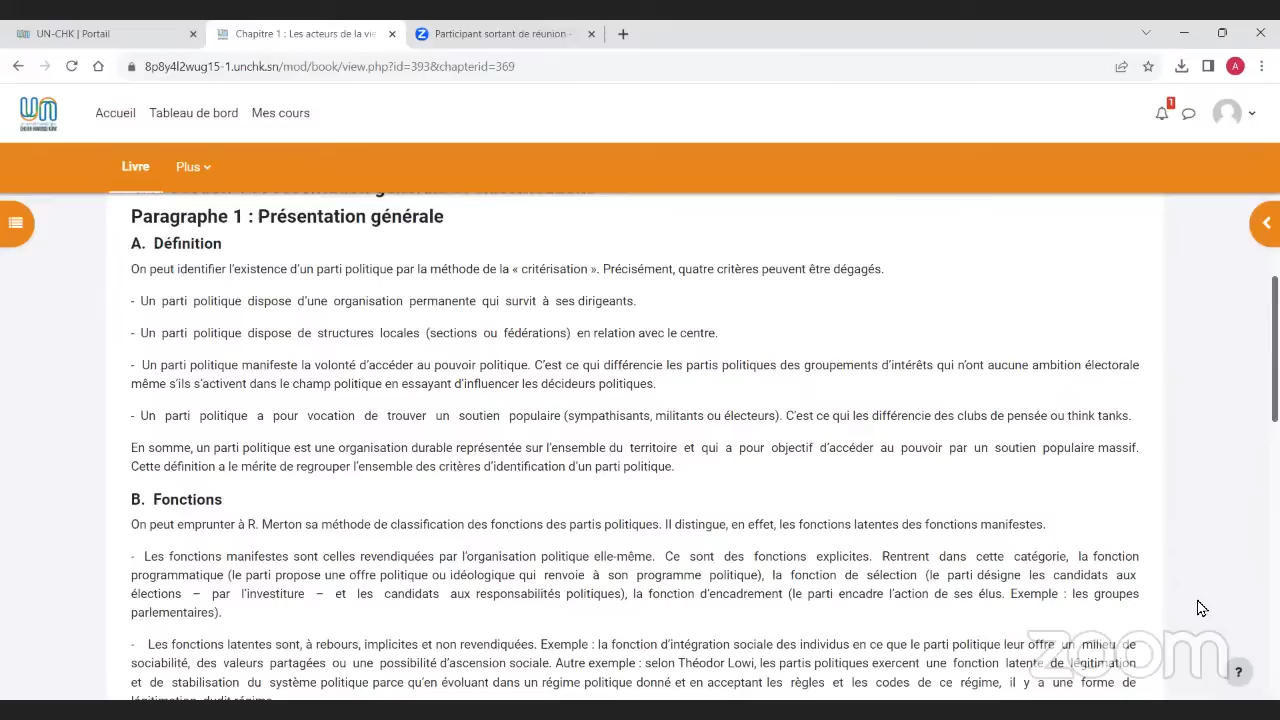 UN-CHK | Portail
Chapitre 1 : Les acteurs de la vie
Participant sortant de réunion -
8p8y4l2wug15-1.unchk.sn/mod/book/view.php?id=393&chapterid=369
A
Accueil Tableau de bord Mes cours
1
Livre Plus
Paragraphe 1 : Présentation générale
A. Définition
On peut identifier l'existence d'un parti politique par la méthode de la « critérisation ». Précisément, quatre critères peuvent être dégagés.
- Un parti politique dispose d'une organisation permanente qui survit à ses dirigeants.
- Un parti politique dispose de structures locales (sections ou fédérations) en relation avec le centre.
- Un parti politique manifeste la volonté d'accéder au pouvoir politique. C'est ce qui différencie les partis politiques des groupements d'intérêts qui n'ont aucune ambition électorale
même s'ils s'activent dans le champ politique en essayant d'influencer les décideurs politiques.
- Un parti politique a pour vocation de trouver un soutien populaire (sympathisants, militants ou électeurs). C'est ce qui les différencie des clubs de pensée ou think tanks.
En somme, un parti politique est une organisation durable représentée sur l'ensemble du territoire et qui a pour objectif d'accéder au pouvoir par un soutien populaire massif.
Cette définition a le mérite de regrouper l'ensemble des critères d'identification d'un parti politique.
B. Fonctions
On peut emprunter à R. Merton sa méthode de classification des fonctions des partis politiques. Il distingue, en effet, les fonctions latentes des fonctions manifestes.
- Les fonctions manifestes sont celles revendiquées par l'organisation politique elle-même. Ce sont des fonctions explicites. Rentrent dans cette catégorie, la fonction
programmatique (le parti propose une offre politique ou idéologique qui renvoie à son programme politique), la fonction de sélection (le parti désigne les candidats aux
élections – par l'investiture – et les candidats aux responsabilités politiques), la fonction d'encadrement (le parti encadre l'action de ses élus. Exemple : les groupes
parlementaires).
- Les fonctions latentes sont, à rebours, implicites et non revendiquées. Exemple : la fonction d'intégration sociale des individus en ce que le parti politique leur offre un milieu de
sociabilité, des valeurs partagées ou une possibilité d'ascension sociale. Autre exemple : selon Théodor Lowi, les partis politiques exercent une fonction latente de légitimation
et de stabilisation du système politique parce qu'en évoluant dans un régime politique donné et en acceptant les règles et les codes de ce régime, il y a une forme de
légitimation dudit régime.
zoom
?